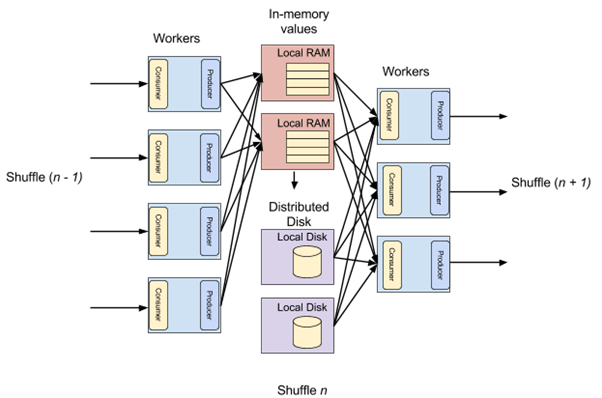 In-memory
values
Workers
Local RAM
Consumer
Producer
Workers
Local RAM
Consumer
Producer
Consumer
Producer
Shuffle (n - 1)
Consumer
Producer
Shuffle (n + 1)
Distributed
Disk
Consumer
Producer
Local Disk
Consumer
Producer
Consumer
Producer
Local Disk
Shuffle n